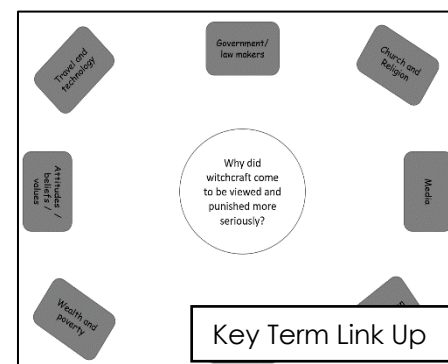 Government/
law makers
Travel and
technology
Church and
Religion
Why did
witchcraft come
to be viewed and
punished more
seriously?
Attitudes /
beliefs /
values
Media
Wealth and
poverty
Key Term Link Up